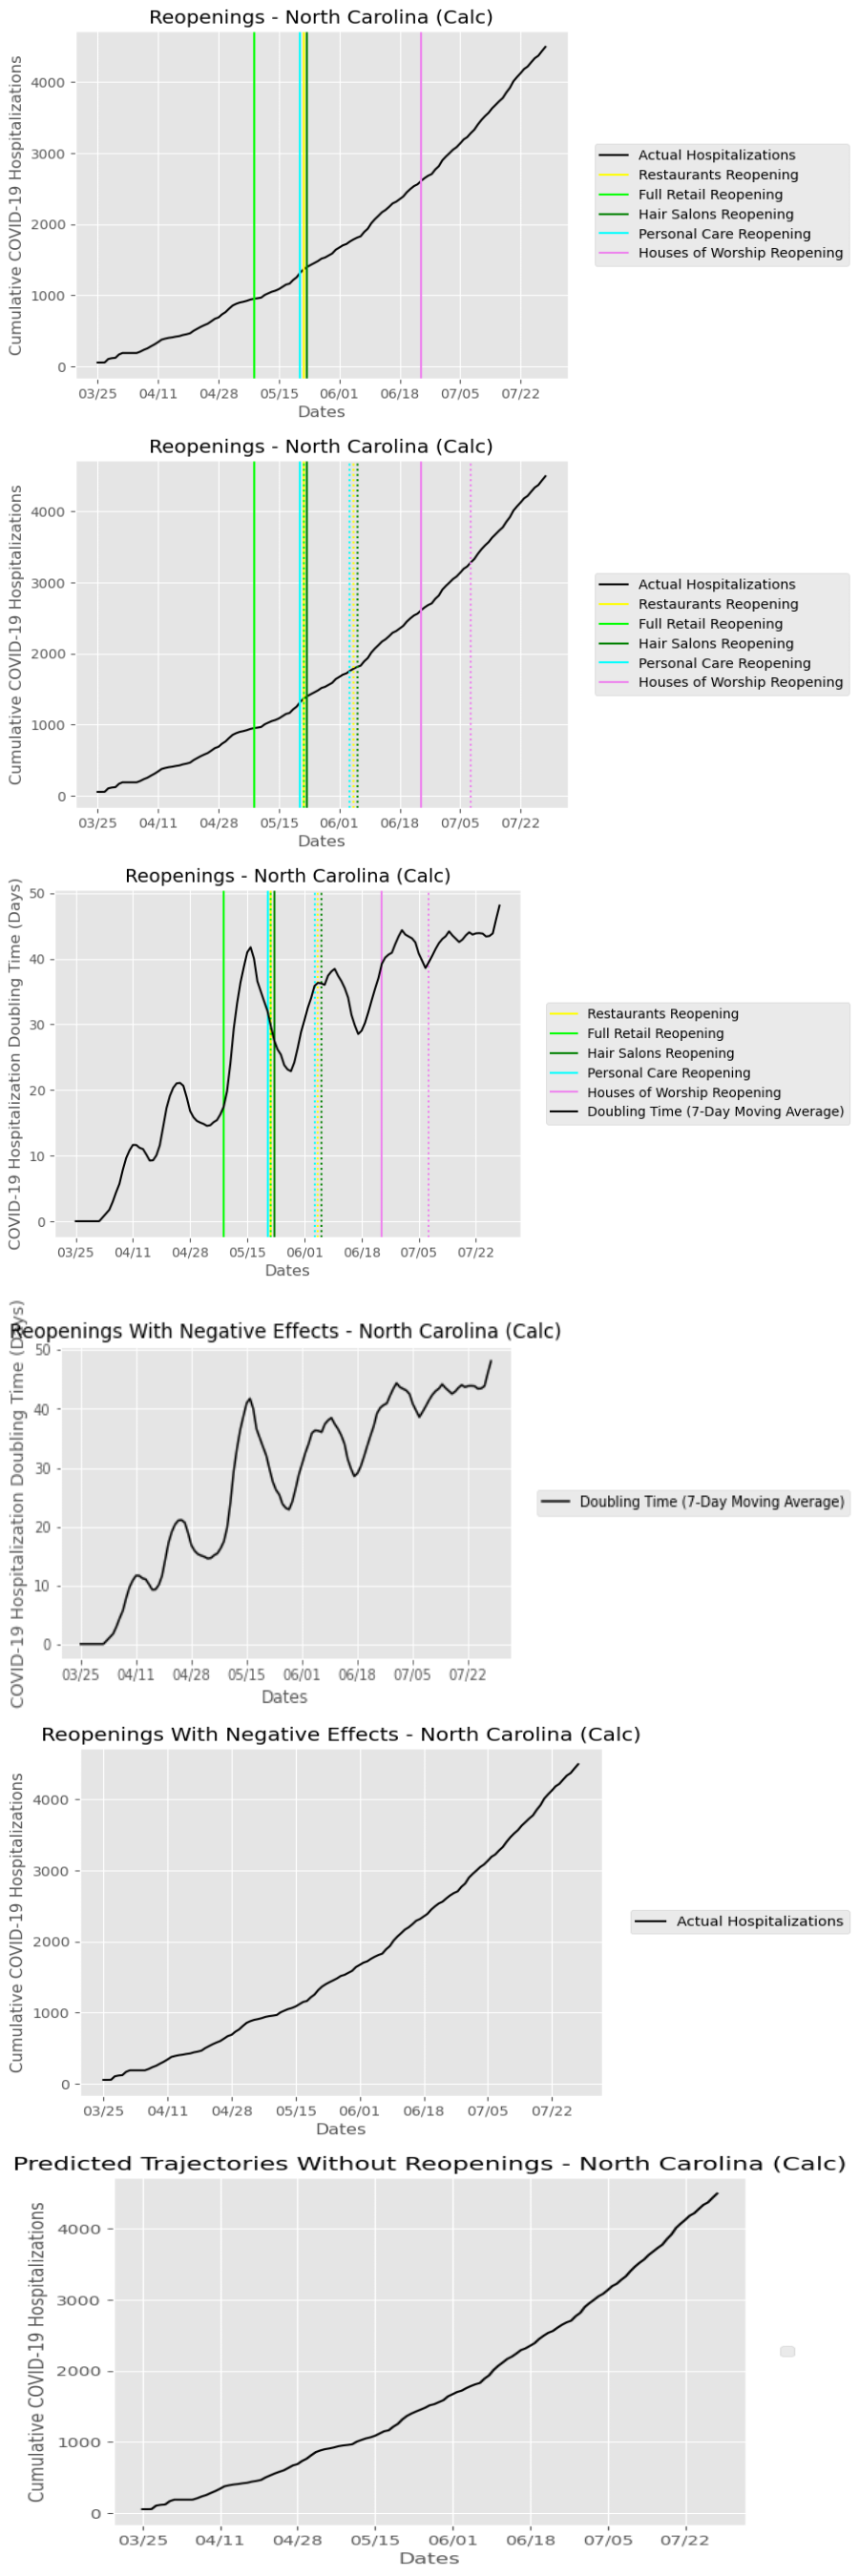 Reopenings - North Carolina (Calc)
Cumulative COVID-19 Hospitalizations
4000
3000
2000
1000
0
03/25 04/11 04/28 05/15 06/01 06/18 07/05 07/22
Dates
Actual Hospitalizations
Restaurants Reopening
Full Retail Reopening
Hair Salons Reopening
Personal Care Reopening
Houses of Worship Reopening
Reopenings - North Carolina (Calc)
Cumulative COVID-19 Hospitalizations
4000
3000
2000
1000
0
03/25 04/11 04/28 05/15 06/01 06/18 07/05 07/22
Dates
Actual Hospitalizations
Restaurants Reopening
Full Retail Reopening
Hair Salons Reopening
Personal Care Reopening
Houses of Worship Reopening
Reopenings - North Carolina (Calc)
COVID-19 Hospitalization Doubling Time (Days)
50
40
30
20
10
0
03/25 04/11 04/28 05/15 06/01 06/18 07/05 07/22
Dates
Restaurants Reopening
Full Retail Reopening
Hair Salons Reopening
Personal Care Reopening
Houses of Worship Reopening
Doubling Time (7-Day Moving Average)
Reopenings With Negative Effects - North Carolina (Calc)
COVID-19 Hospitalization Doubling Time (Days)
50
40
30
20
10
0
03/25 04/11 04/28 05/15 06/01 06/18 07/05 07/22
Dates
Doubling Time (7-Day Moving Average)
Reopenings With Negative Effects - North Carolina (Calc)
Cumulative COVID-19 Hospitalizations
4000
3000
2000
1000
0
03/25 04/11 04/28 05/15 06/01 06/18 07/05 07/22
Dates
Actual Hospitalizations
Predicted Trajectories Without Reopenings - North Carolina (Calc)
Cumulative COVID-19 Hospitalizations
4000
3000
2000
1000
0
03/25 04/11 04/28 05/15 06/01 06/18 07/05 07/22
Dates